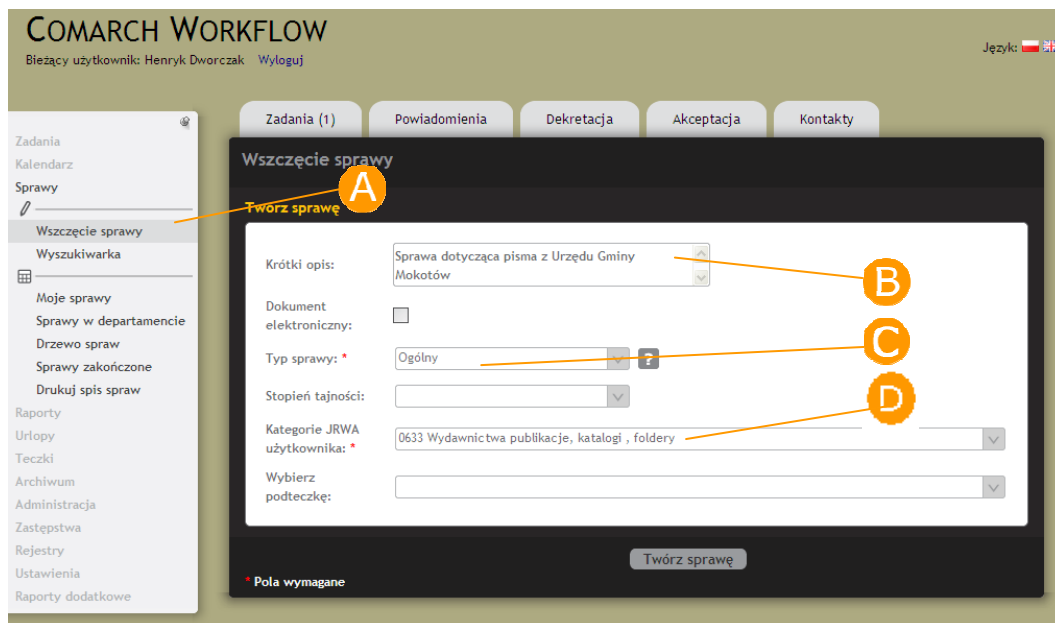 COMARCH WORKFLOW
Bieżący użytkownik: Henryk Dworczak Wyloguj
Język:
Zadania (1) Powiadomienia Dekretacja Akceptacja Kontakty
Zadania
Kalendarz
Sprawy
Wszczęcie sprawy
Wyszukiwarka
Moje sprawy
Sprawy w departamencie
Drzewo spraw
Sprawy zakończone
Drukuj spis spraw
Raporty
Urlopy
Teczki
Archiwum
Administracja
Zastępstwa
Rejestry
Ustawienia
Raporty dodatkowe
Wszczęcie sprawy
A
Twórz sprawę
Krótki opis:
Sprawa dotycząca pisma z Urzędu Gminy
Mokotów
B
Dokument
elektroniczny:
Typ sprawy: * Ogólny ?
C
Stopień tajności:
D
Kategorie JRWA
użytkownika: *
0633 Wydawnictwa publikacje, katalogi , foldery
Wybierz
podteczkę:
Twórz sprawę
* Pola wymagane